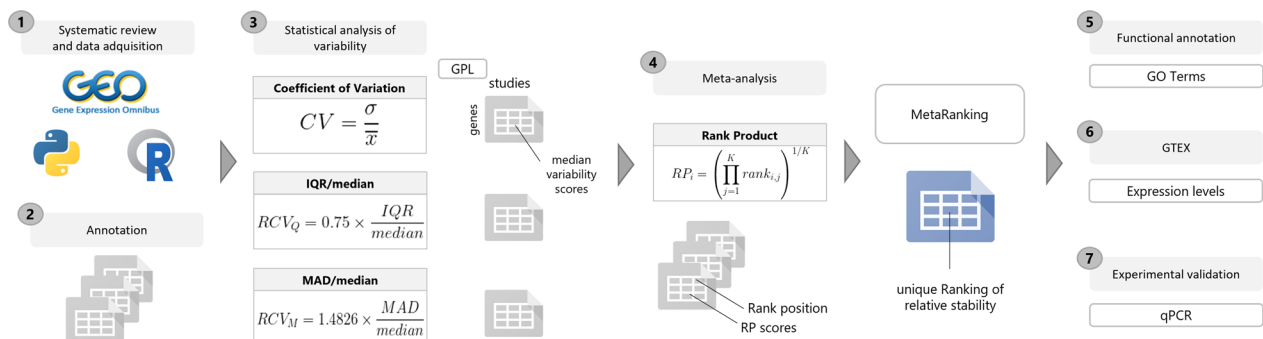 1
Systematic review
and data adquisition
GEO
Gene Expression Omnibus
R
2
Annotation
3
Statistical analysis of
variability
Coefficient of Variation
CV = σ / x̅
IQR/median
RCV_Q = 0.75 × IQR / median
MAD/median
RCV_M = 1.4826 × MAD / median
GPL
studies
genes
median
variability
scores
4
Meta-analysis
Rank Product
RP_i = (∏_{j=1}^{K} rank_{i,j})^{1/K}
Rank position
RP scores
MetaRanking
unique Ranking of
relative stability
5
Functional annotation
GO Terms
6
GTEX
Expression levels
7
Experimental validation
qPCR